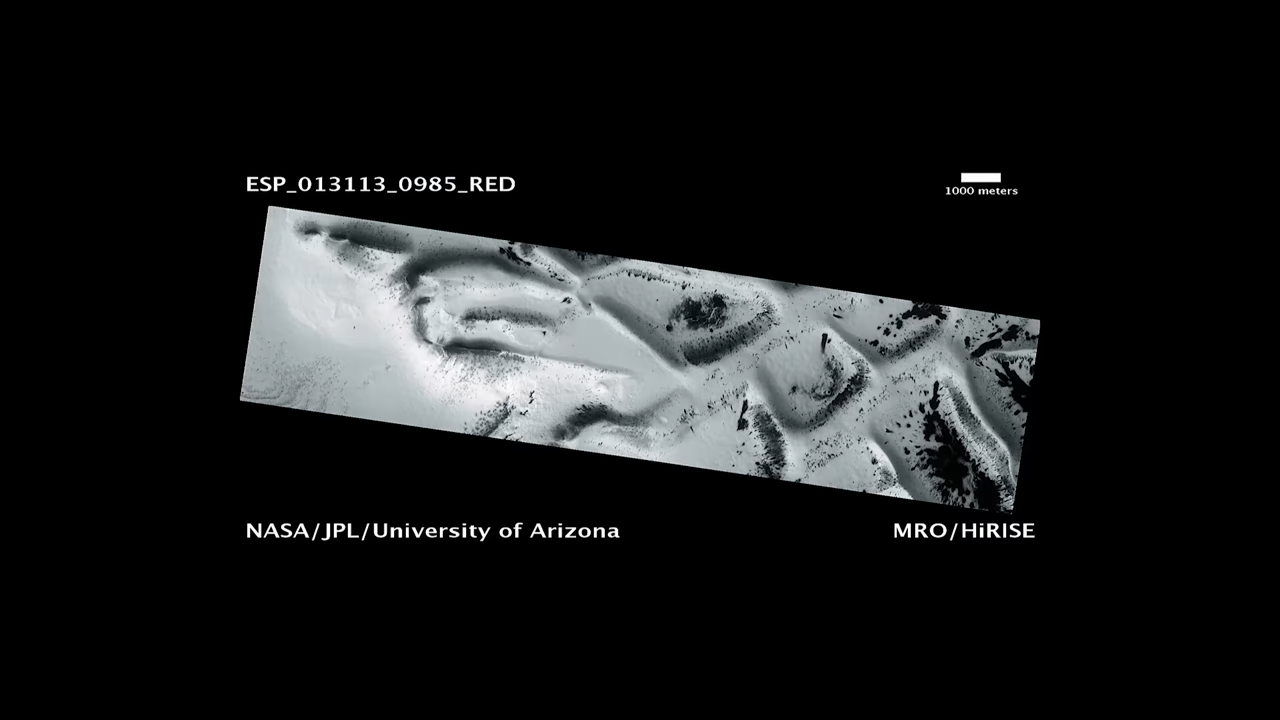 ESP_013113_0985_RED
1000 meters
NASA/JPL/University of Arizona
MRO/HiRISE